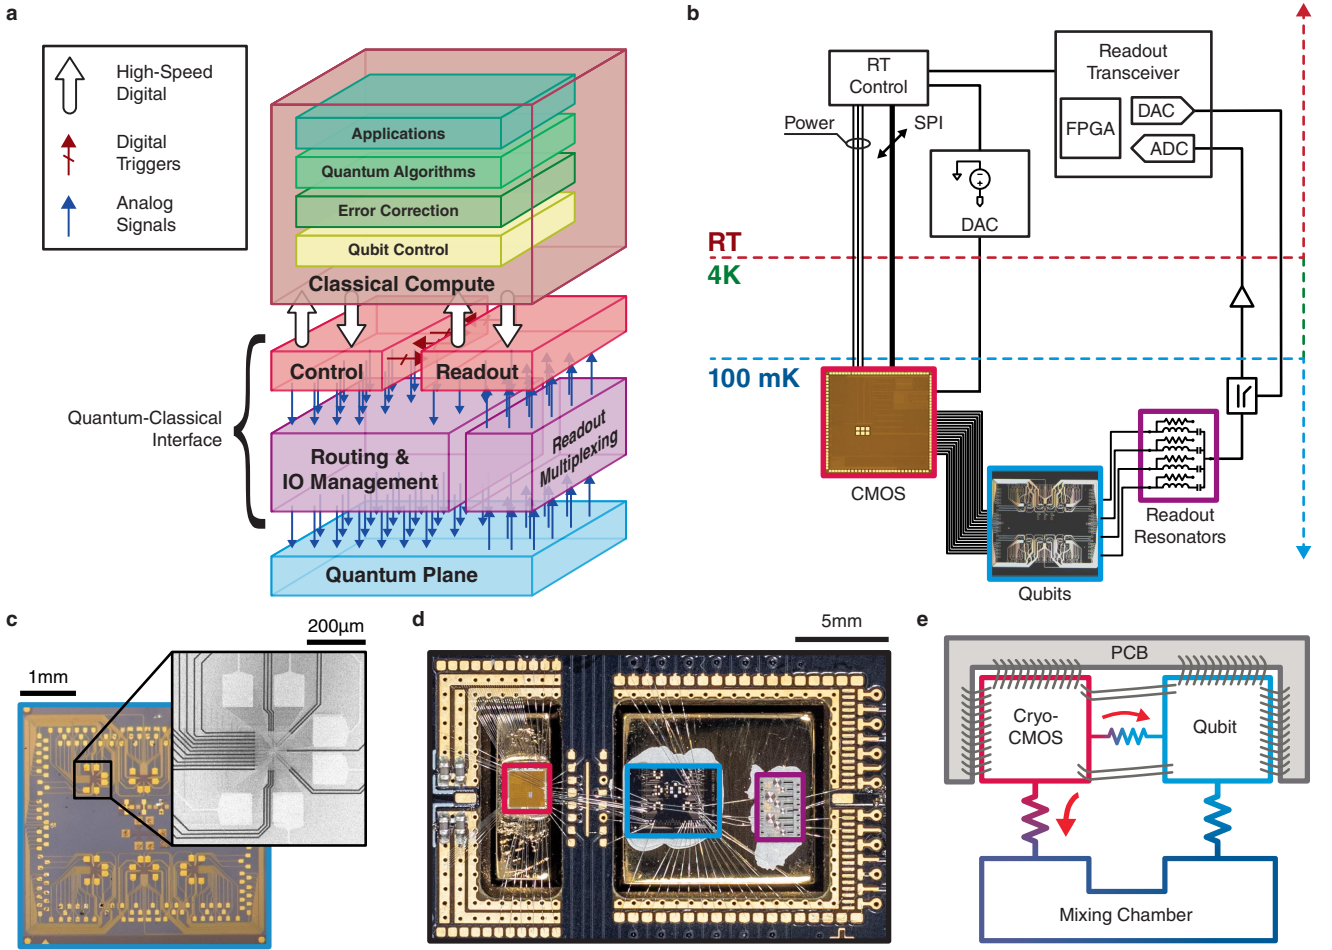 a
High-Speed
Digital
Digital
Triggers
Analog
Signals
Applications
Quantum Algorithms
Error Correction
Qubit Control
Classical Compute
Control
Readout
Quantum-Classical
Interface
Routing &
IO Management
Readout
Multiplexing
Quantum Plane
b
RT
Control
Readout
Transceiver
FPGA
DAC
ADC
Power
SPI
DAC
RT
4K
100 mK
CMOS
Qubits
Readout
Resonators
c
200µm
1mm
d
5mm
e
PCB
Cryo-
CMOS
Qubit
Mixing Chamber